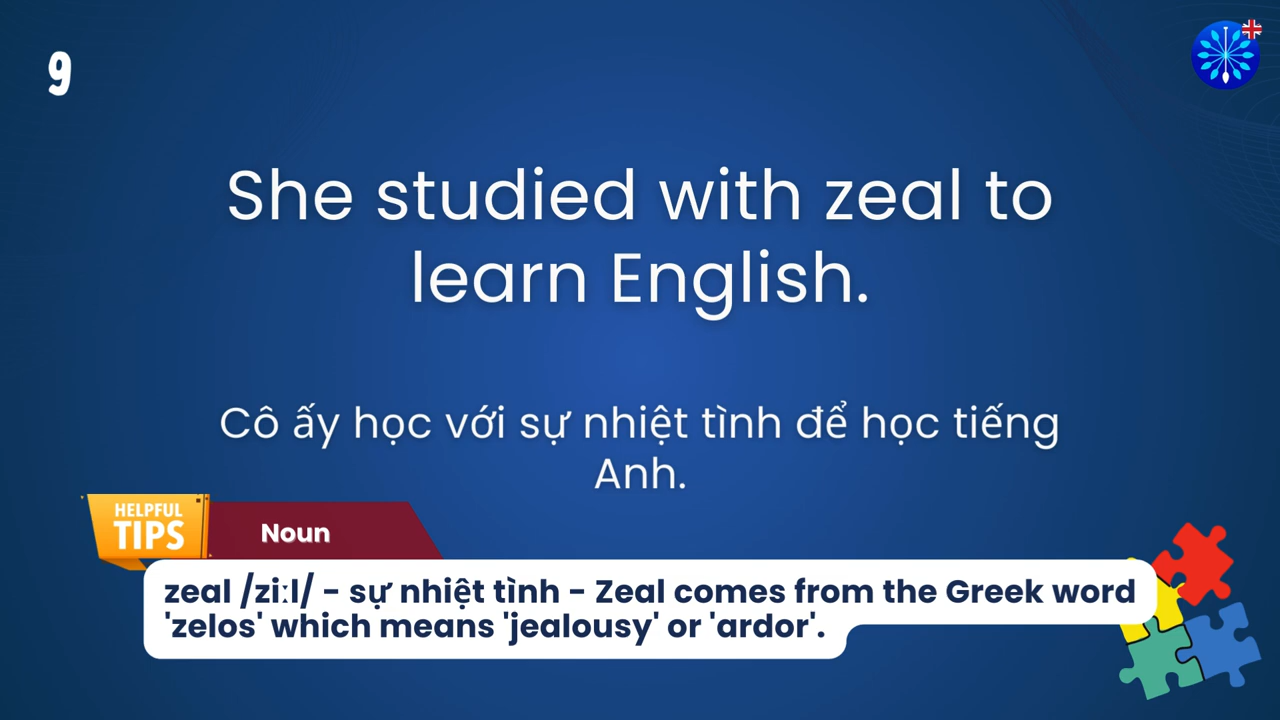 9
She studied with zeal to
learn English.
Cô ấy học với sự nhiệt tình để học tiếng
Anh.
HELPFUL
TIPS
Noun
zeal /ziːl/ - sự nhiệt tình - Zeal comes from the Greek word
'zelos' which means 'jealousy' or 'ardor'.